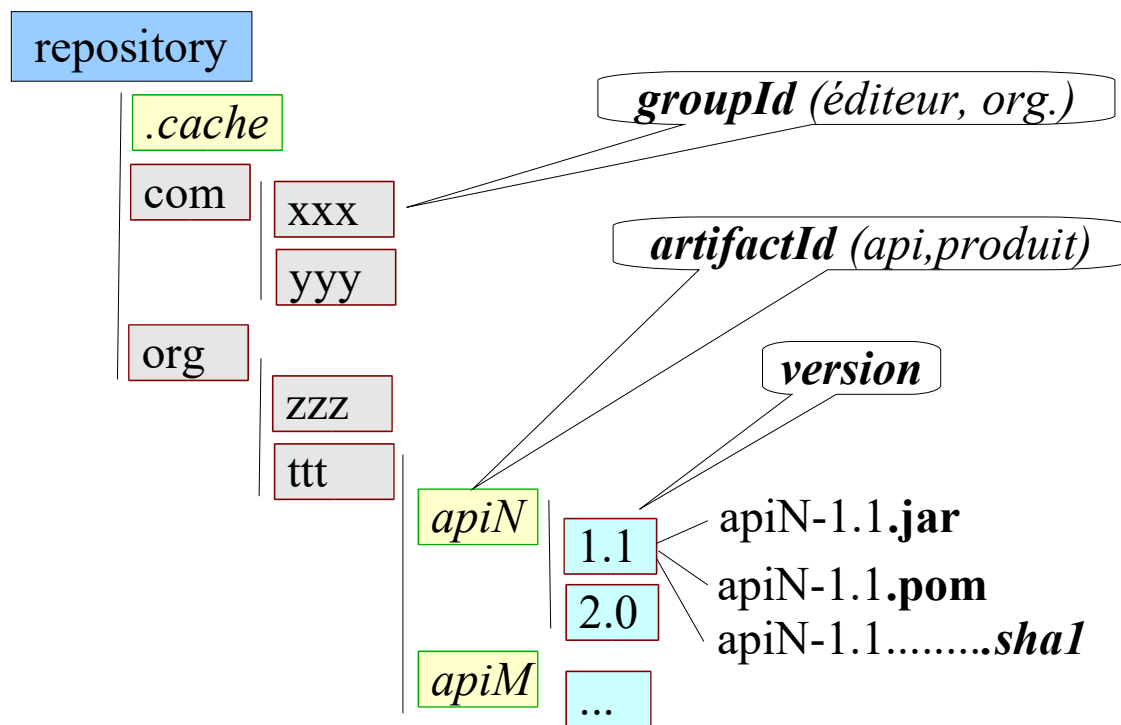 repository
.cache
groupId (éditeur, org.)
com
xxx
artifactId (api,produit)
yyy
org
version
zzz
ttt
apiN
apiN-1.1.jar
1.1
apiN-1.1.pom
2.0
apiN-1.1.........sha1
apiM
...